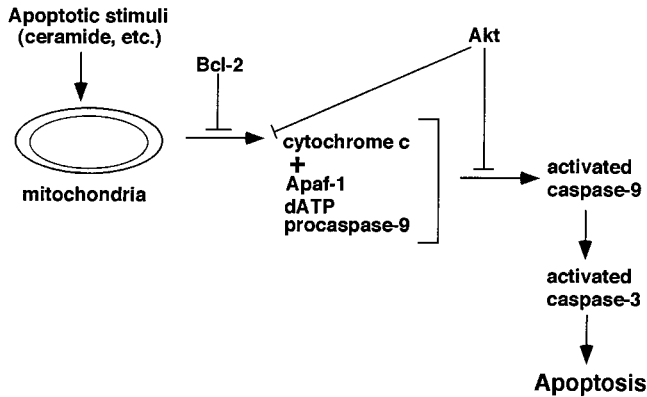 Apoptotic stimuli
(ceramide, etc.)
Akt
Bcl-2
cytochrome c
+
Apaf-1
dATP
procaspase-9
mitochondria
activated
caspase-9
activated
caspase-3
Apoptosis